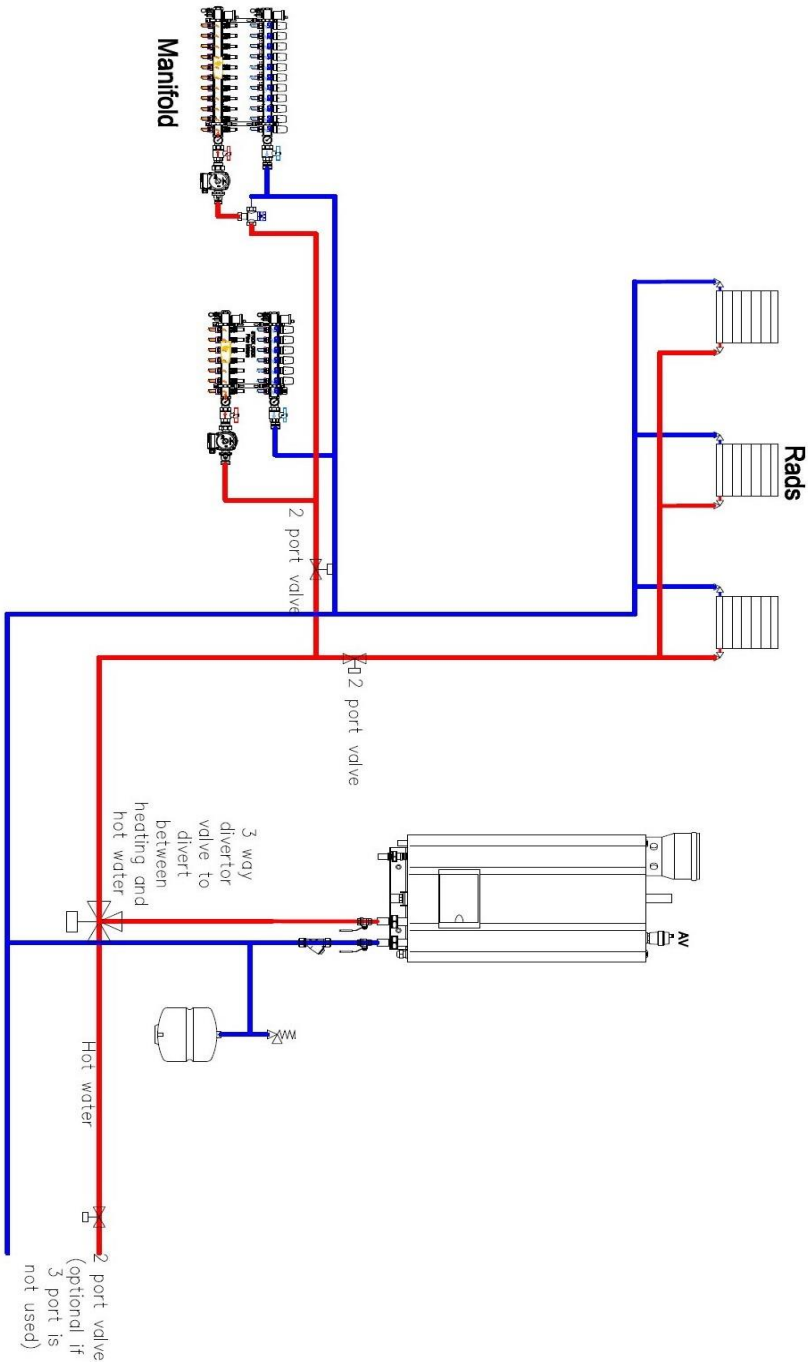 Rads
Manifold
2 port valve
2 port valve
AV
3 way
divertor
valve to
divert
between
heating and
hot water
Hot water
2 port valve
(optional if
3 port is
not used)